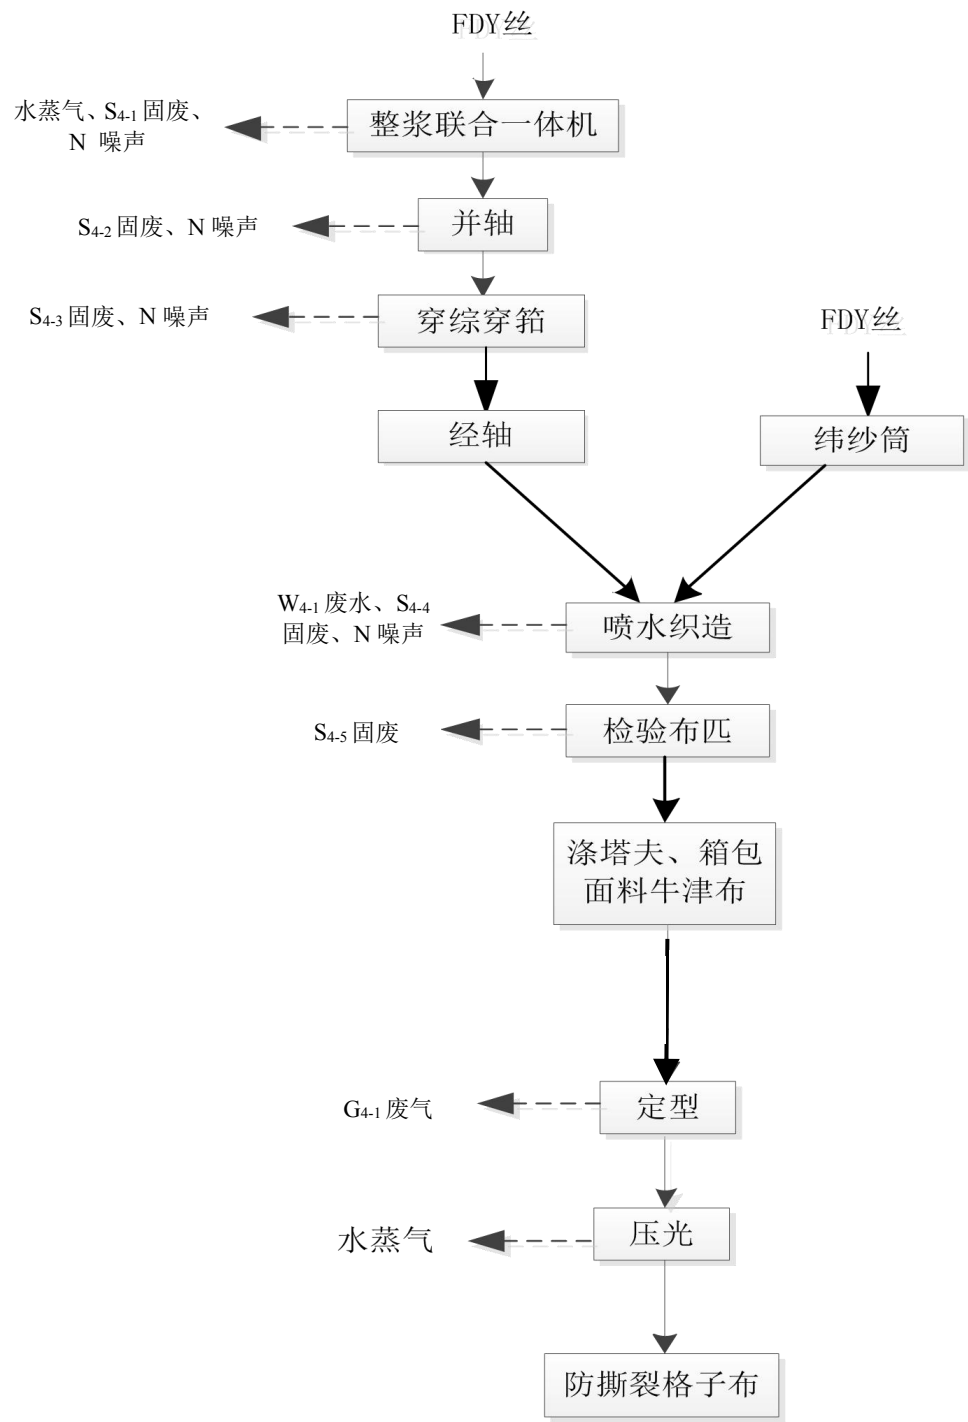 FDY丝
水蒸气、S4-1固废、
N 噪声
整浆联合一体机
S4-2固废、N噪声
并轴
S4-3固废、N噪声
穿综穿筘
FDY丝
经轴
纬纱筒
W4-1废水、S4-4
固废、N噪声
喷水织造
S4-5固废
检验布匹
涤塔夫、箱包
面料牛津布
G4-1废气
定型
水蒸气
压光
防撕裂格子布